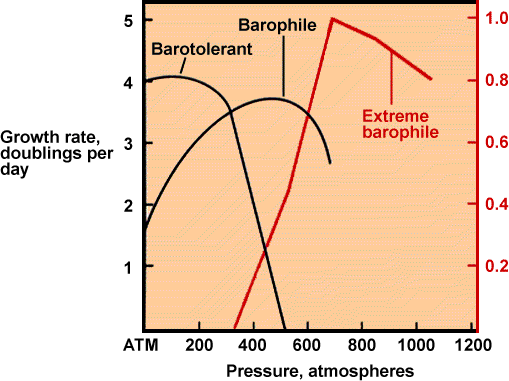 5
4
3
2
1
Growth rate,
doublings per
day
Barotolerant
Barophile
Extreme
barophile
1.0
0.8
0.6
0.4
0.2
ATM 200 400 600 800 1000 1200
Pressure, atmospheres